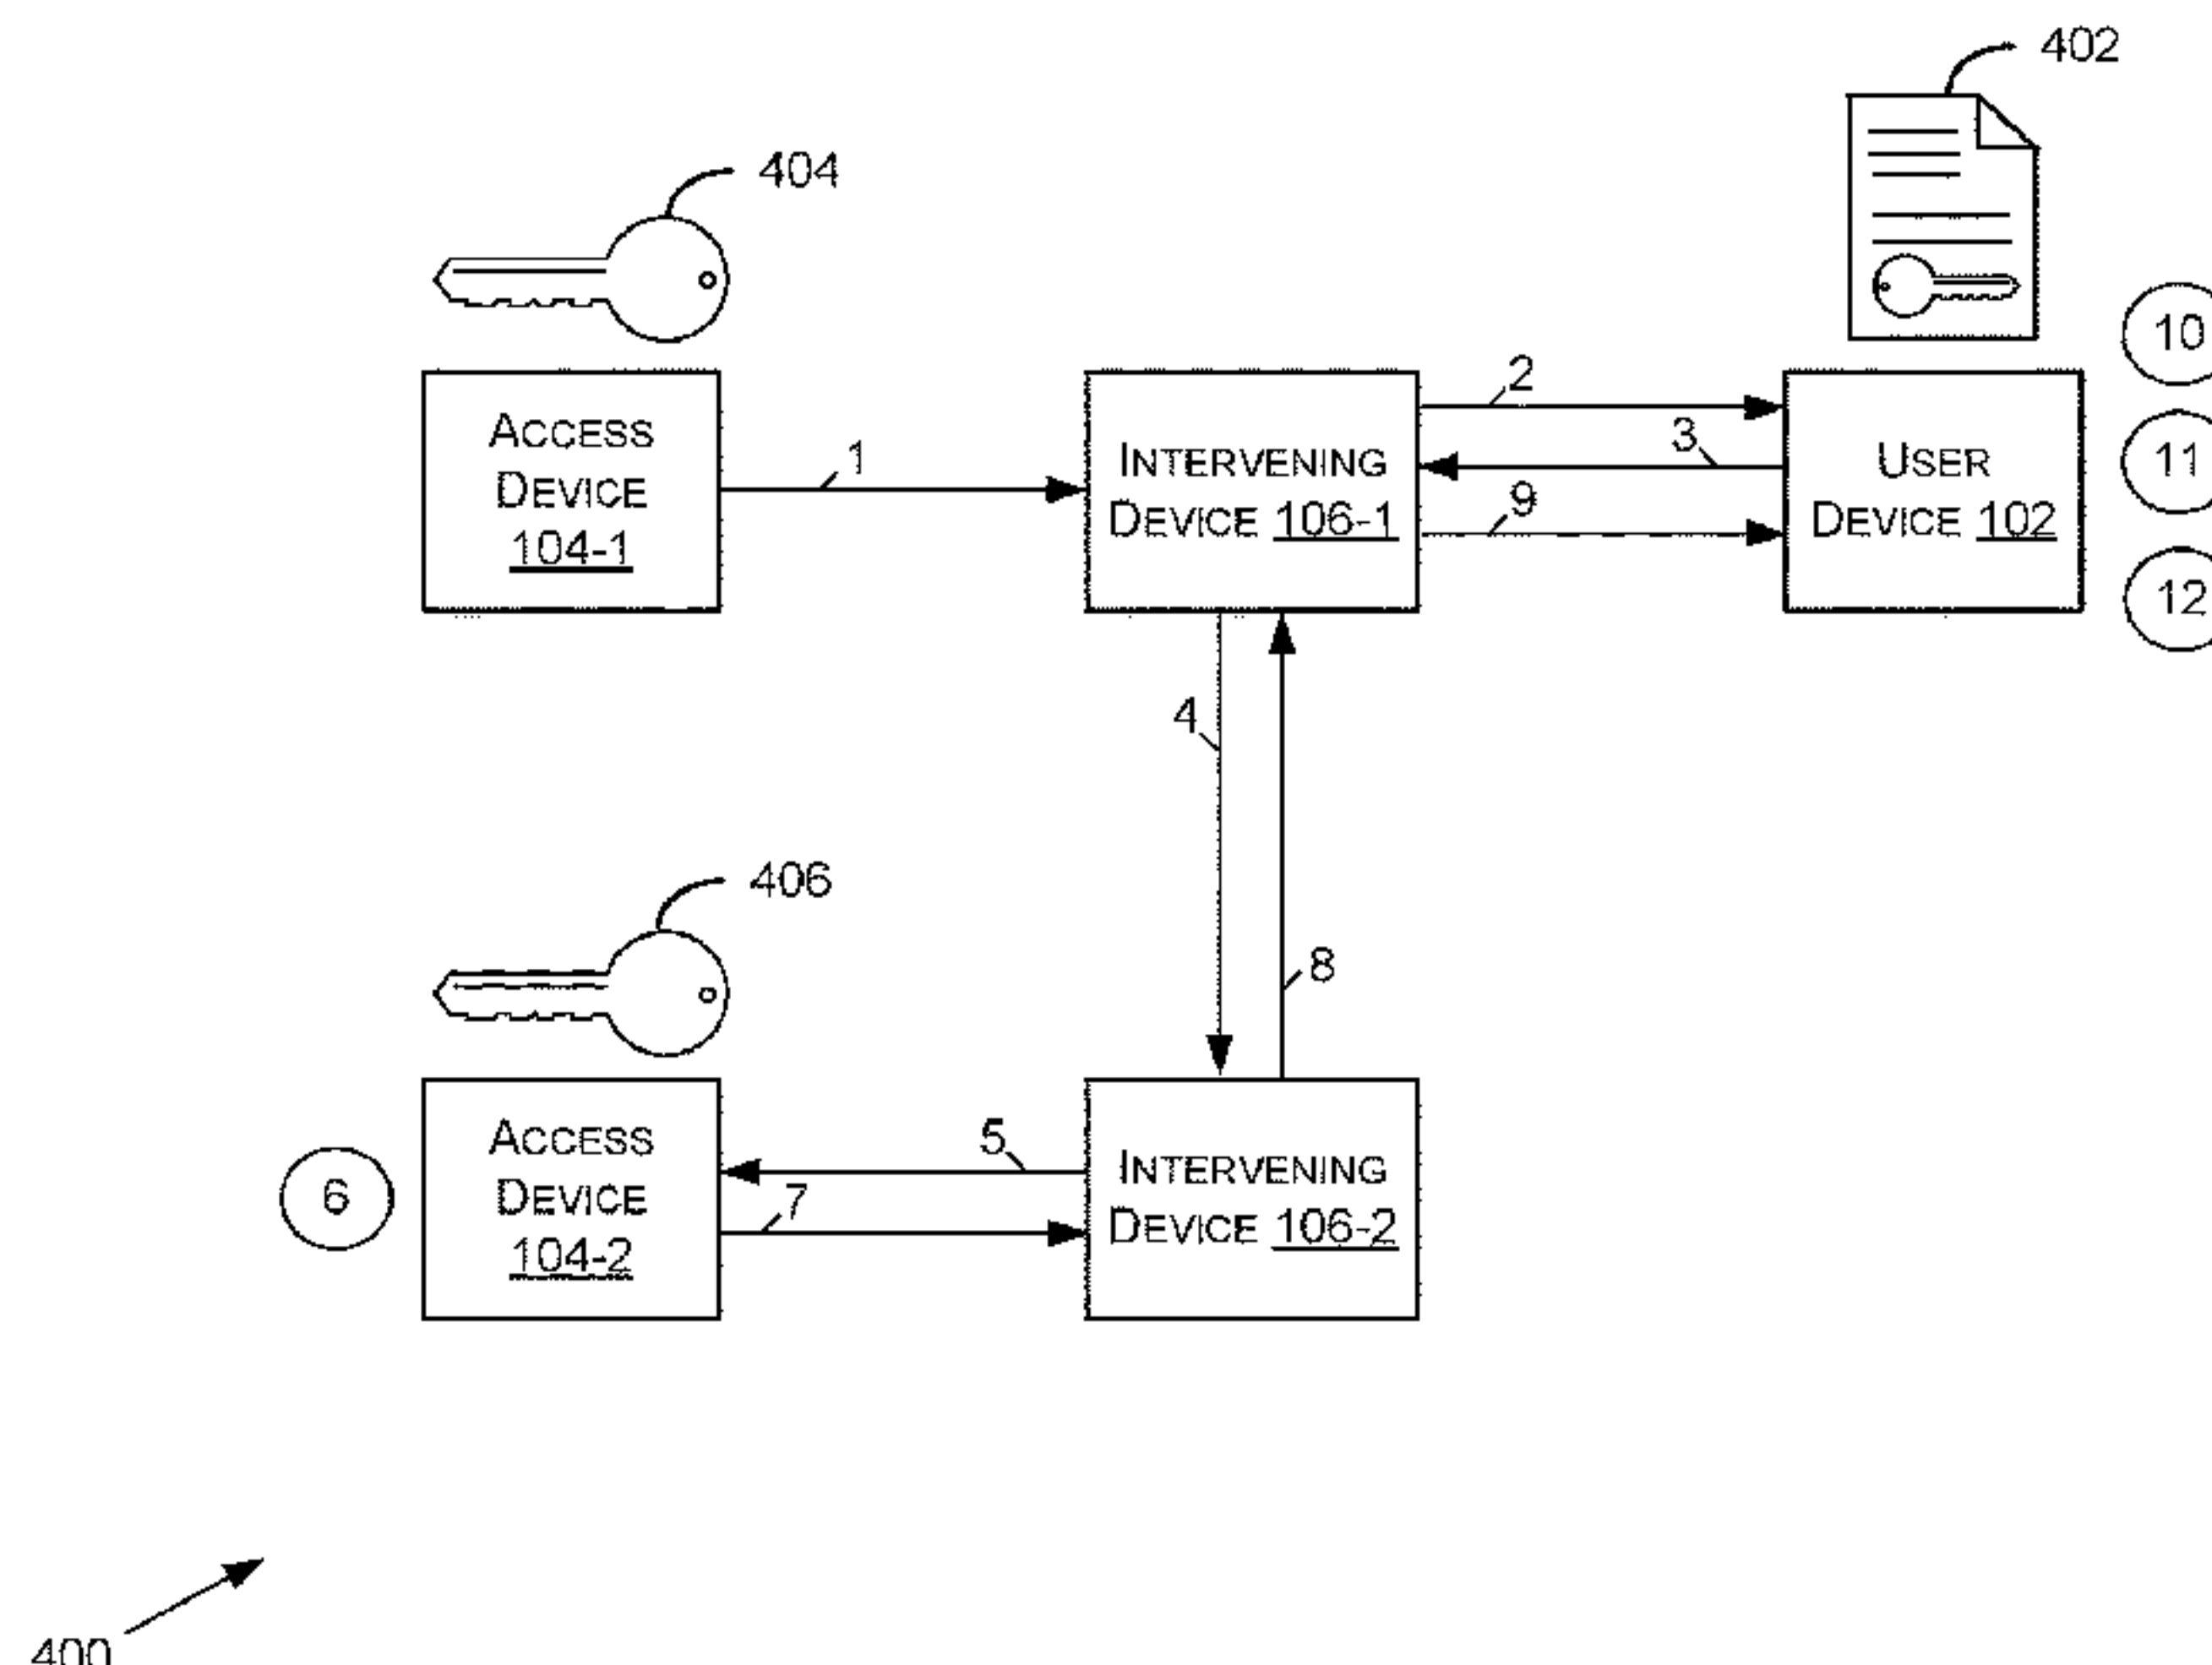 402
404
10
ACCESS
DEVICE
104-1
1
INTERVENING
DEVICE 106-1
2
3
9
USER
DEVICE 102
11
12
4
8
406
6
ACCESS
DEVICE
104-2
5
7
INTERVENING
DEVICE 106-2
400